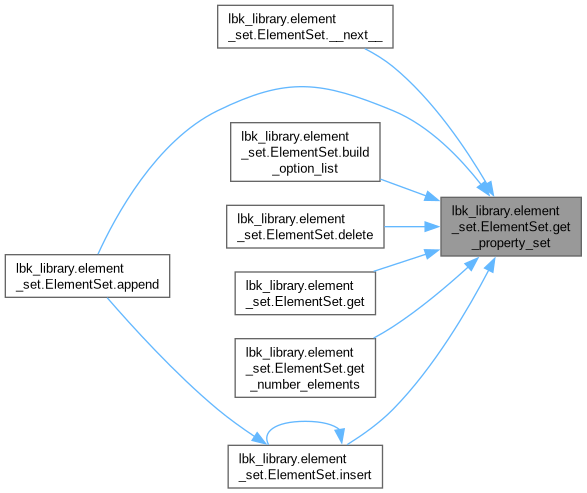 lbk_library.element
_set.ElementSet.__next__
lbk_library.element
_set.ElementSet.build
_option_list
lbk_library.element
_set.ElementSet.get
_property_set
lbk_library.element
_set.ElementSet.delete
lbk_library.element
_set.ElementSet.append
lbk_library.element
_set.ElementSet.get
lbk_library.element
_set.ElementSet.get
_number_elements
lbk_library.element
_set.ElementSet.insert